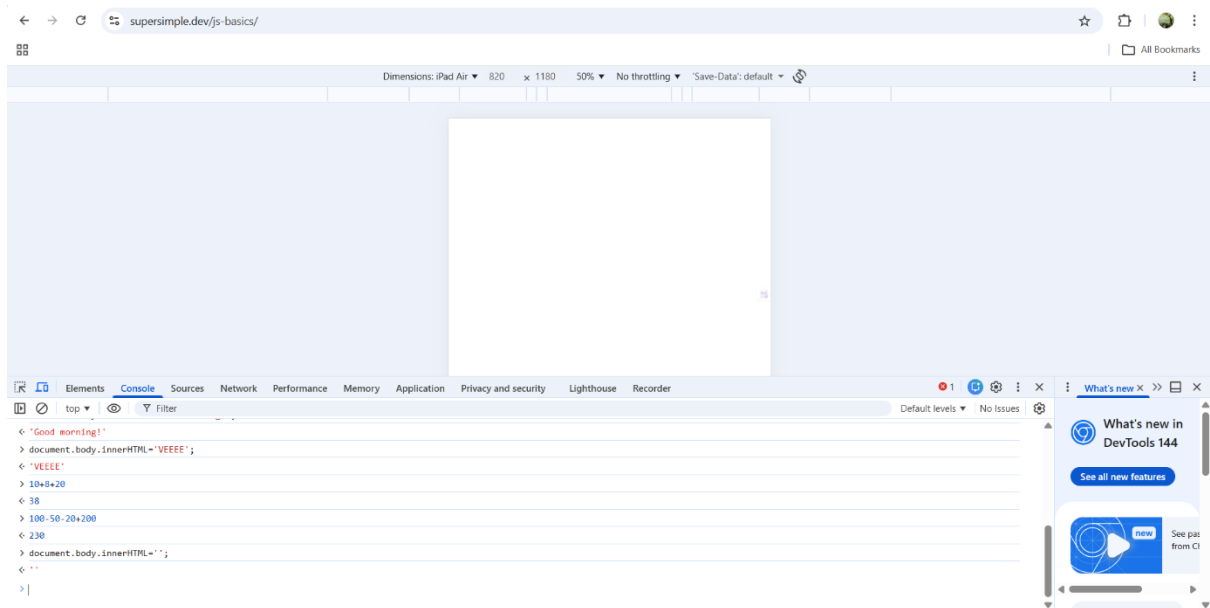 supersimple.dev/js-basics/
All Bookmarks
Dimensions: iPad Air ▼ 820 × 1180 50% ▼ No throttling ▼ 'Save-Data': default
Elements Console Sources Network Performance Memory Application Privacy and security Lighthouse Recorder 1 What's new
top ▼ Filter Default levels ▼ No Issues
'Good morning!'
> document.body.innerHTML='VEEEE';
'VEEEE'
> 10+8+20
38
> 100-50-20+200
230
> document.body.innerHTML='';
''
>
What's new in
DevTools 144
See all new features
new
See pas
from Ch